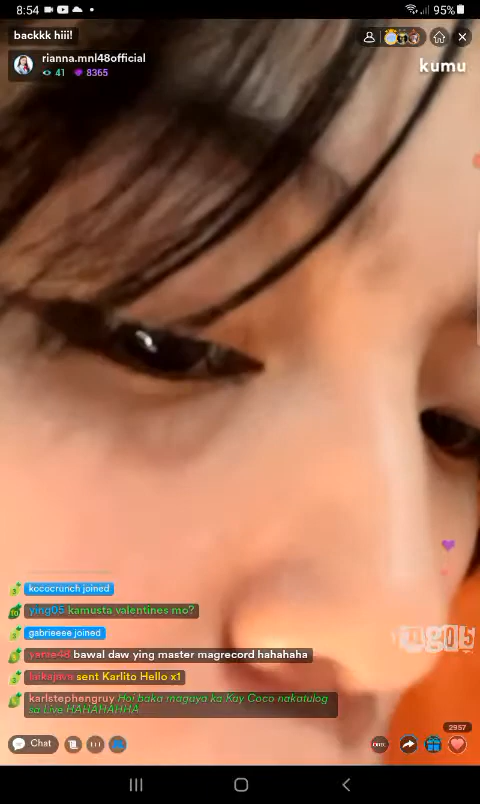 8:54
95%
backkk hiii!
rianna.mnl48official
41 8365
kumu
kococrunch joined
ying05 kamusta valentines mo?
gabrieeee joined
yanie48 bawal daw ying master magrecord hahahaha
sent Karlito Hello x1
karlstephengruy Hoi baka magaya ka Kay Coco nakatulog
sa Live HAHAHAHHA
2957
Chat